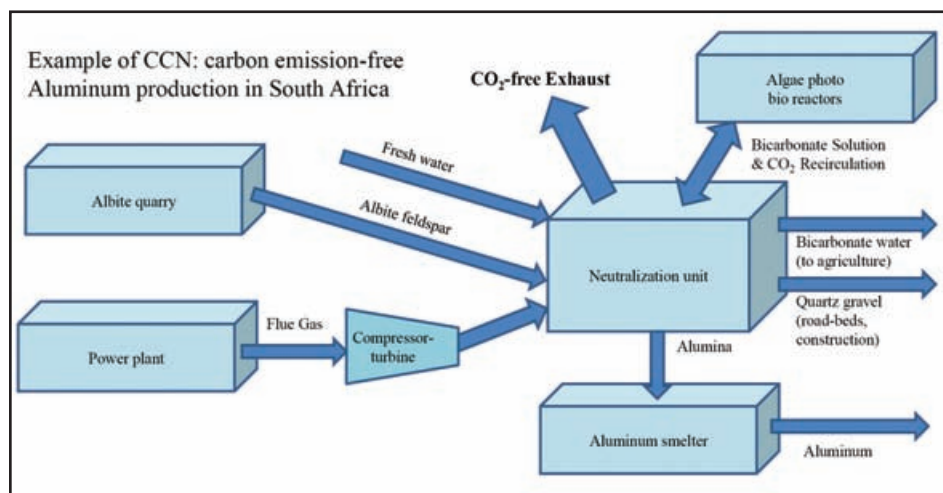 Example of CCN: carbon emission-free
Aluminum production in South Africa
CO₂-free Exhaust
Algae photo
bio reactors
Bicarbonate Solution
& CO₂ Recirculation
Fresh water
Albite quarry
Albite feldspar
Neutralization unit
Bicarbonate water
(to agriculture)
Quartz gravel
(road-beds,
construction)
Flue Gas
Compressor-
turbine
Power plant
Alumina
Aluminum smelter
Aluminum